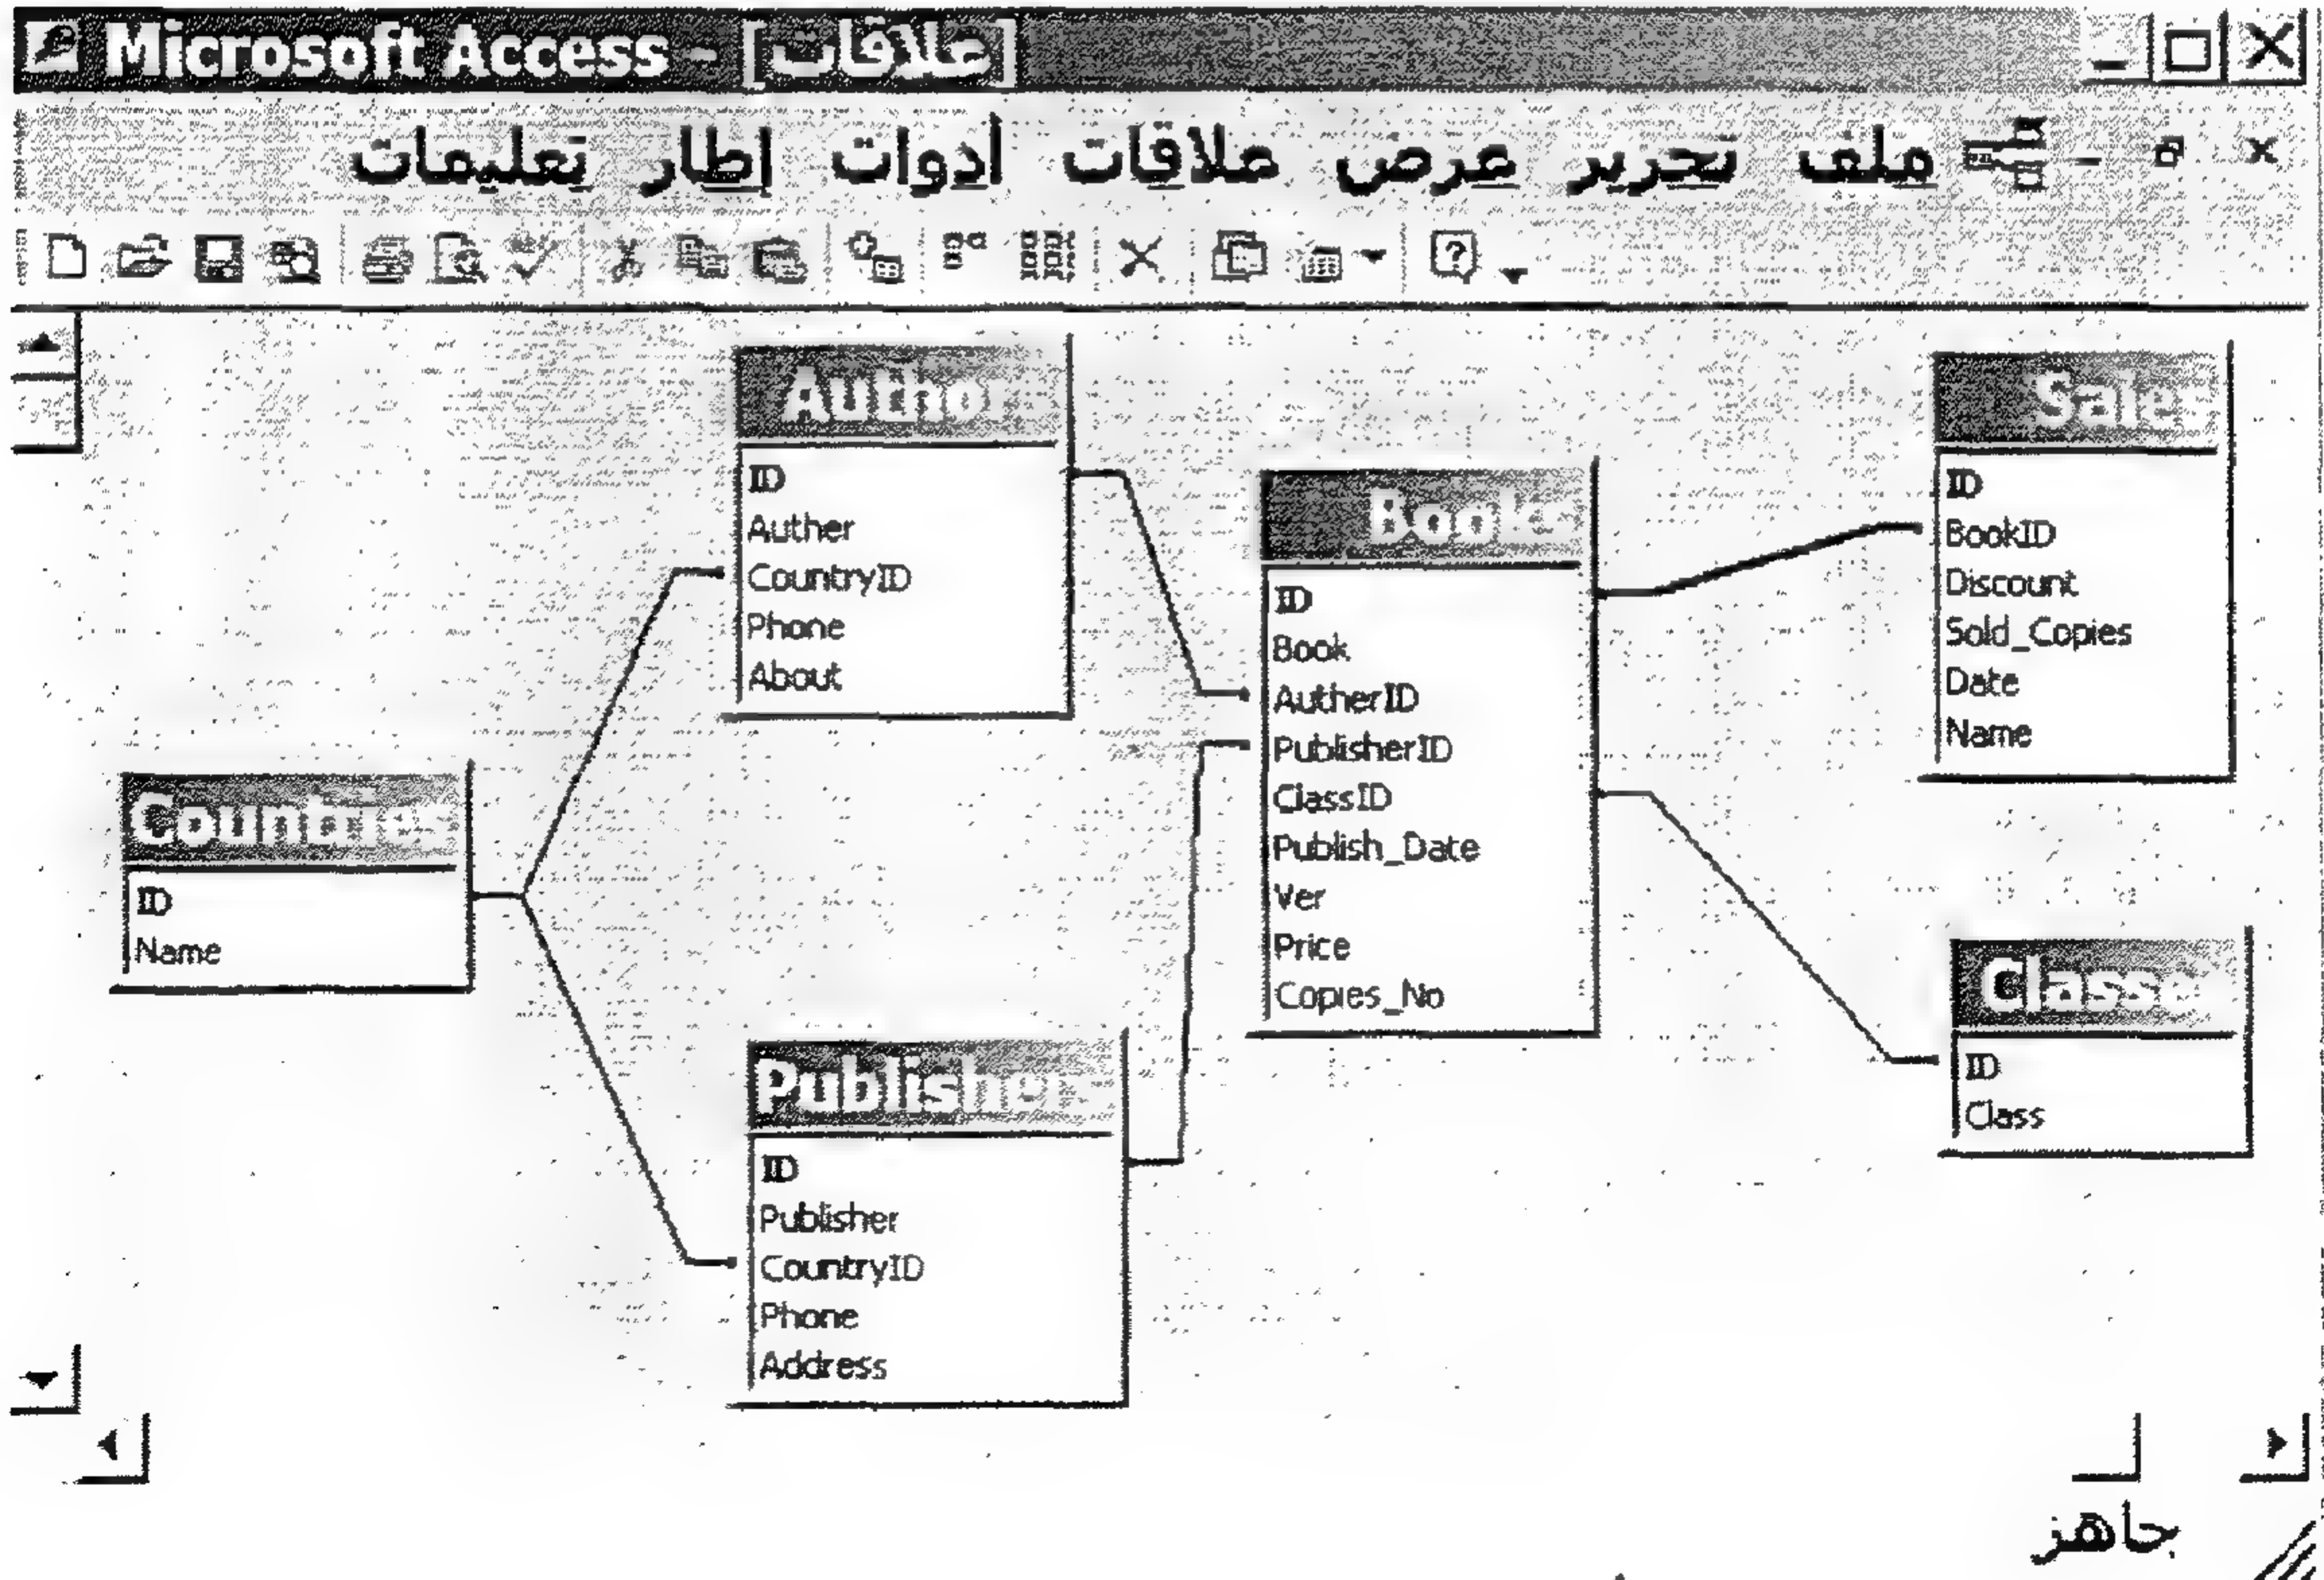 Microsoft Access - [علاقات]
ملف تحرير عرض علاقات أدوات إطار تعليمات
Author
ID
Auther
CountryID
Phone
About
Books
ID
Book
AutherID
PublisherID
ClassID
Publish_Date
Ver
Price
Copies_No
Sales
ID
BookID
Discount
Sold_Copies
Date
Name
Countries
ID
Name
Publishers
ID
Publisher
CountryID
Phone
Address
Classes
ID
Class
جاهز